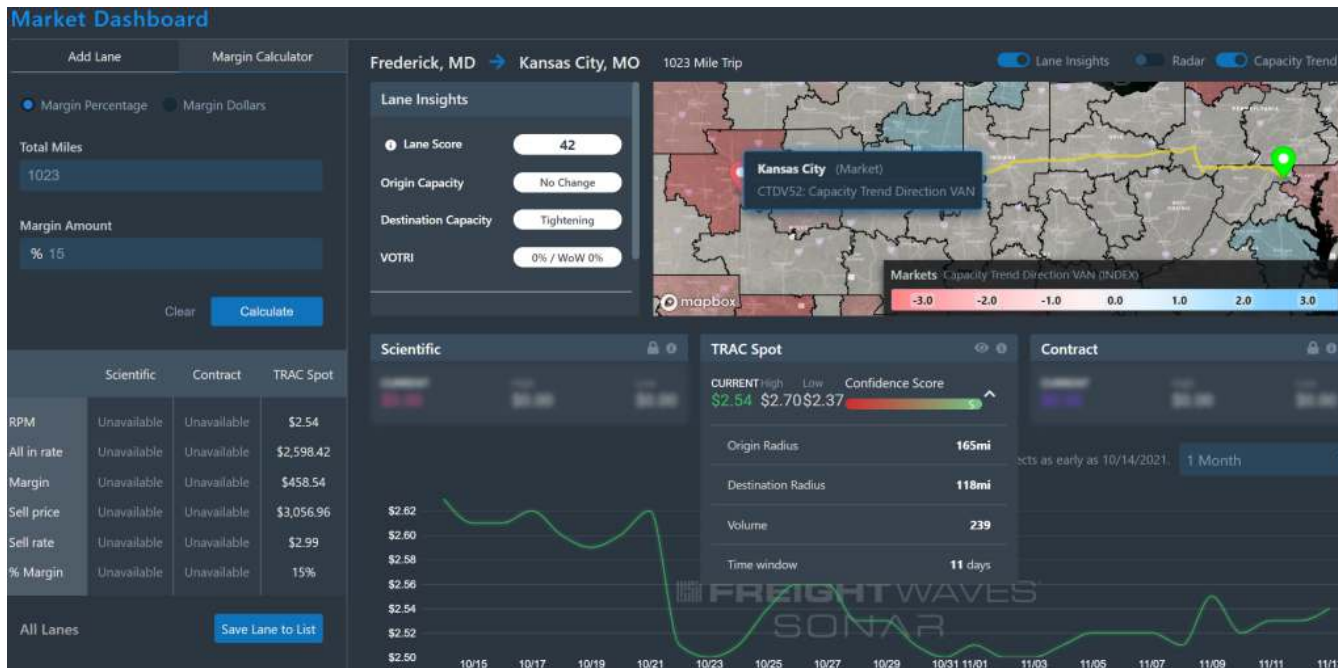 Market Dashboard
Add Lane Margin Calculator
Margin Percentage Margin Dollars
Total Miles
1023
Margin Amount
% 15
Clear Calculate
Scientific Contract TRAC Spot
RPM Unavailable Unavailable $2.54
All in rate Unavailable Unavailable $2,598.42
Margin Unavailable Unavailable $458.54
Sell price Unavailable Unavailable $3,056.96
Sell rate Unavailable Unavailable $2.99
% Margin Unavailable Unavailable 15%
All Lanes Save Lane to List
Frederick, MD → Kansas City, MO 1023 Mile Trip
Lane Insights Radar Capacity Trend
Lane Insights
Lane Score 42
Origin Capacity No Change
Destination Capacity Tightening
VOTRI 0% / WoW 0%
PENNSYLVANIA
OHIO
INDIANA
WEST VIRGINIA
Kansas City (Market)
CTDV52: Capacity Trend Direction VAN
mapbox
Markets Capacity Trend Direction VAN (INDEX)
-3.0 -2.0 -1.0 0.0 1.0 2.0 3.0
Scientific
TRAC Spot
CURRENT High Low Confidence Score
$2.54 $2.70 $2.37 5
Origin Radius 165mi
Destination Radius 118mi
Volume 239
Time window 11 days
Contract
ects as early as 10/14/2021. 1 Month
$2.62
$2.60
$2.58
$2.56
$2.54
$2.52
$2.50
FREIGHTWAVES
SONAR
10/15 10/17 10/19 10/21 10/23 10/25 10/27 10/29 10/31 11/01 11/03 11/05 11/07 11/09 11/11 11/1